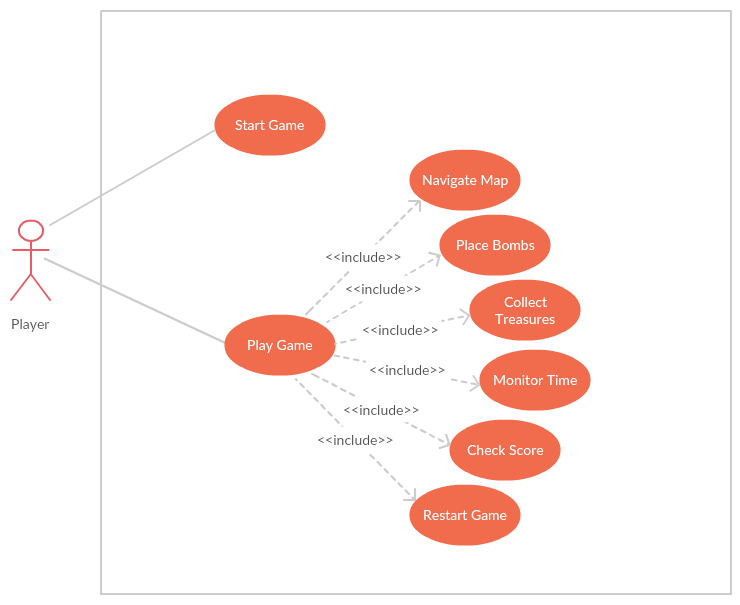 Start Game
Navigate Map
Place Bombs
<<include>>
<<include>>
Collect
Treasures
<<include>>
Player
Play Game
<<include>>
Monitor Time
<<include>>
<<include>>
Check Score
Restart Game